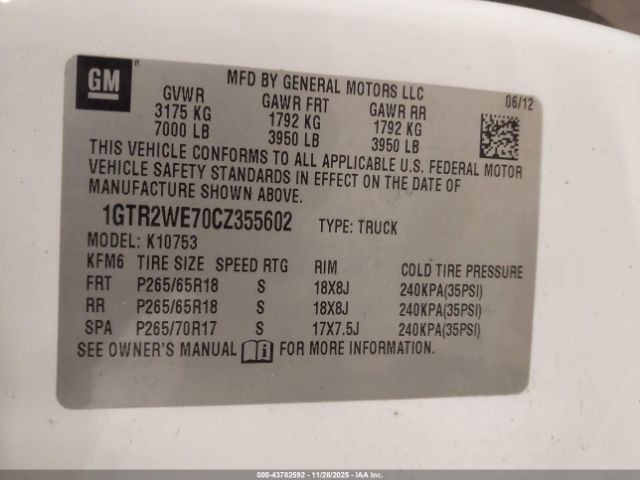 GM
MFD BY GENERAL MOTORS LLC
06/12
GVWR GAWR FRT GAWR RR
3175 KG 1792 KG 1792 KG
7000 LB 3950 LB 3950 LB
THIS VEHICLE CONFORMS TO ALL APPLICABLE U.S. FEDERAL MOTOR
VEHICLE SAFETY STANDARDS IN EFFECT ON THE DATE OF
MANUFACTURE SHOWN ABOVE.
1GTR2WE70CZ355602 TYPE: TRUCK
MODEL: K10753
KFM6 TIRE SIZE SPEED RTG RIM COLD TIRE PRESSURE
FRT P265/65R18 S 18X8J 240KPA(35PSI)
RR P265/65R18 S 18X8J 240KPA(35PSI)
SPA P265/70R17 S 17X7.5J 240KPA(35PSI)
SEE OWNER'S MANUAL FOR MORE INFORMATION.
000-43782592 - 11/28/2025 - IAAI, Inc.